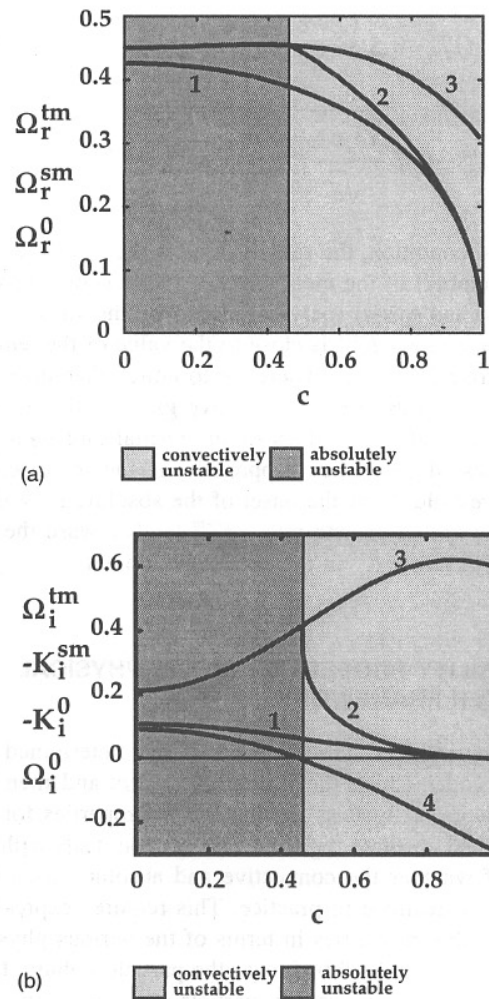 0.5
0.4
0.3
0.2
0.1
0
Ω_r^tm
Ω_r^sm
Ω_r^0
1
2
3
0 0.2 0.4 0.6 0.8 1
c
convectively unstable
absolutely unstable
(a)
0.6
0.4
0.2
0
-0.2
Ω_i^tm
-K_i^sm
-K_i^0
Ω_i^0
3
1
2
4
0 0.2 0.4 0.6 0.8
c
convectively unstable
absolutely unstable
(b)